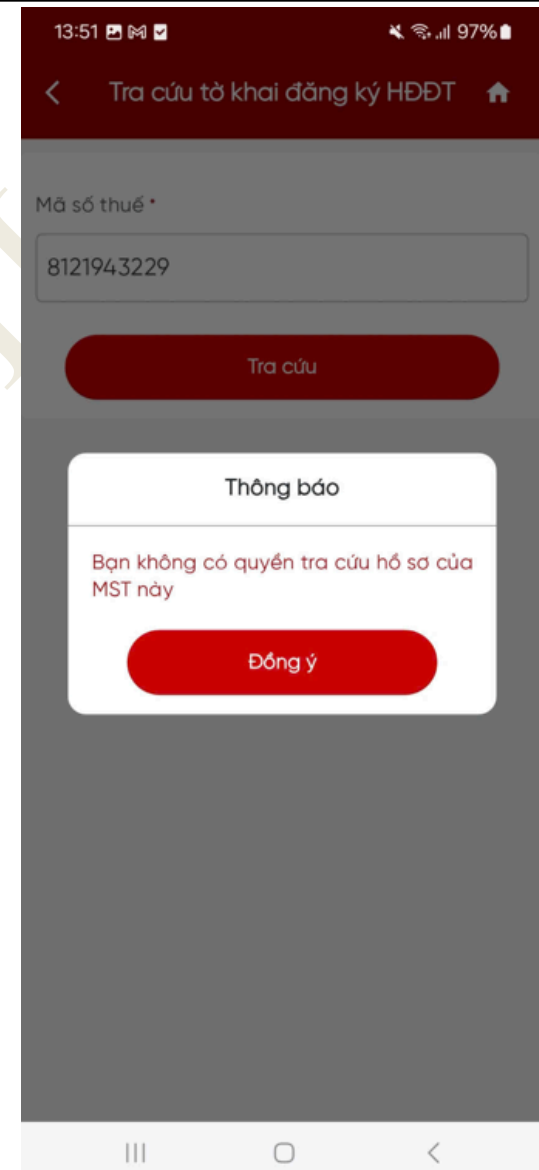 13:51 97%
Tra cứu tờ khai đăng ký HĐĐT
Mã số thuế *
8121943229
Tra cứu
Thông báo
Bạn không có quyền tra cứu hồ sơ của
MST này
Đồng ý